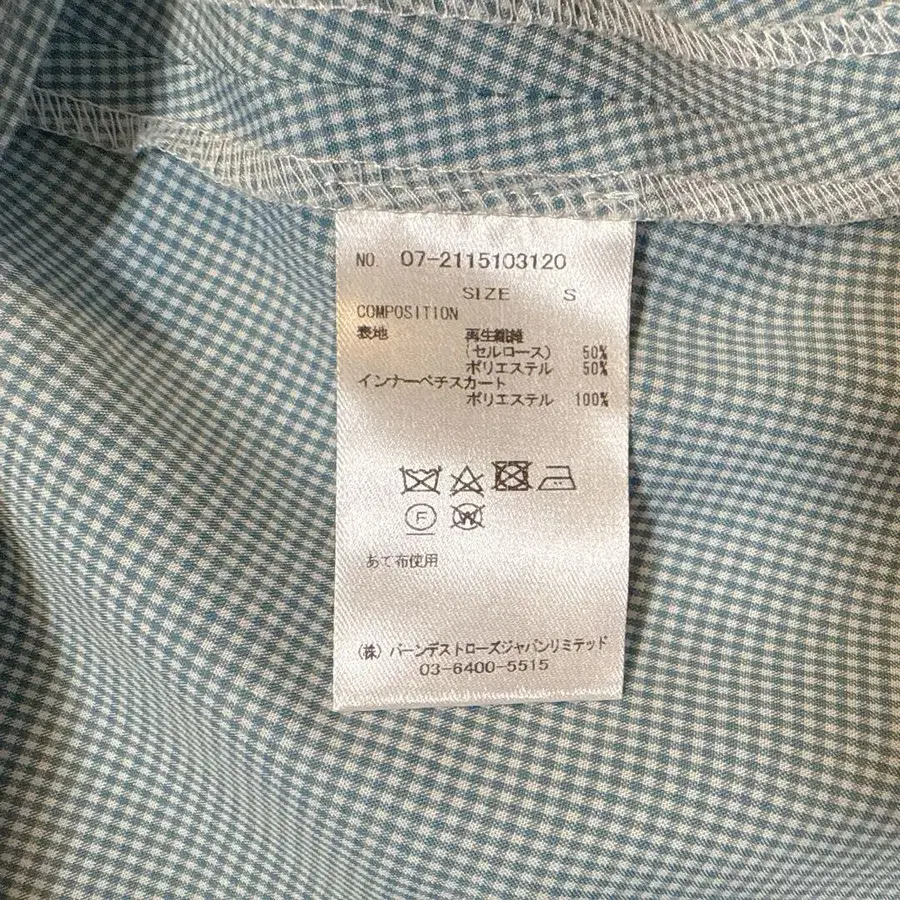 NO. 07-2115103120
SIZE S
COMPOSITION
表地 再生繊維
(セルロース) 50%
ポリエステル 50%
インナーペチスカート
ポリエステル 100%
F
W
あて布使用
(株) バーンデストローズジャパンリミテッド
03-6400-5515